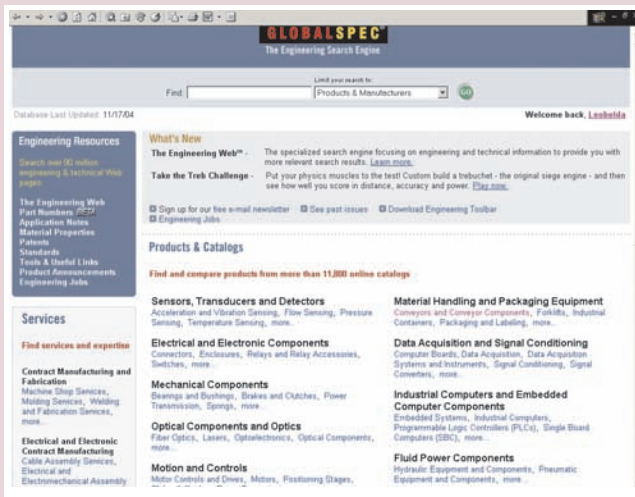 GLOBALSPEC
The Engineering Search Engine
Limit your search to:
Find: Products & Manufacturers GO
Database Last Updated: 11/17/04
Welcome back, Leobelda
Engineering Resources
Search over 90 million
engineering & technical Web
pages
The Engineering Web
Part Numbers BETA
Application Notes
Material Properties
Patents
Standards
Tools & Useful Links
Product Announcements
Engineering Jobs
Services
Find services and expertise
Contract Manufacturing and
Fabrication
Machine Shop Services,
Molding Services, Welding
and Fabrication Services,
more...
Electrical and Electronic
Contract Manufacturing
Cable Assembly Services,
Electrical and
Electromechanical Assembly
What's New
The Engineering Web™ - The specialized search engine focusing on engineering and technical information to provide you with
more relevant search results. Learn more.
Take the Treb Challenge - Put your physics muscles to the test! Custom build a trebuchet - the original siege engine - and then
see how well you score in distance, accuracy and power. Play now.
Sign up for our free e-mail newsletter See past issues Download Engineering Toolbar
Engineering Jobs
Products & Catalogs
Find and compare products from more than 11,000 online catalogs
Sensors, Transducers and Detectors
Acceleration and Vibration Sensing, Flow Sensing, Pressure
Sensing, Temperature Sensing, more...
Electrical and Electronic Components
Connectors, Enclosures, Relays and Relay Accessories,
Switches, more...
Mechanical Components
Bearings and Bushings, Brakes and Clutches, Power
Transmission, Springs, more...
Optical Components and Optics
Fiber Optics, Lasers, Optoelectronics, Optical Components,
more...
Motion and Controls
Motor Controls and Drives, Motors, Positioning Stages,
Material Handling and Packaging Equipment
Conveyors and Conveyor Components, Forklifts, Industrial
Containers, Packaging and Labeling, more...
Data Acquisition and Signal Conditioning
Computer Boards, Data Acquisition, Data Acquisition
Systems and Instruments, Signal Conditioning, Signal
Converters, more...
Industrial Computers and Embedded
Computer Components
Embedded Systems, Industrial Computers,
Programmable Logic Controllers (PLCs), Single Board
Computers (SBC), more...
Fluid Power Components
Hydraulic Equipment and Components, Pneumatic
Equipment and Components, more...